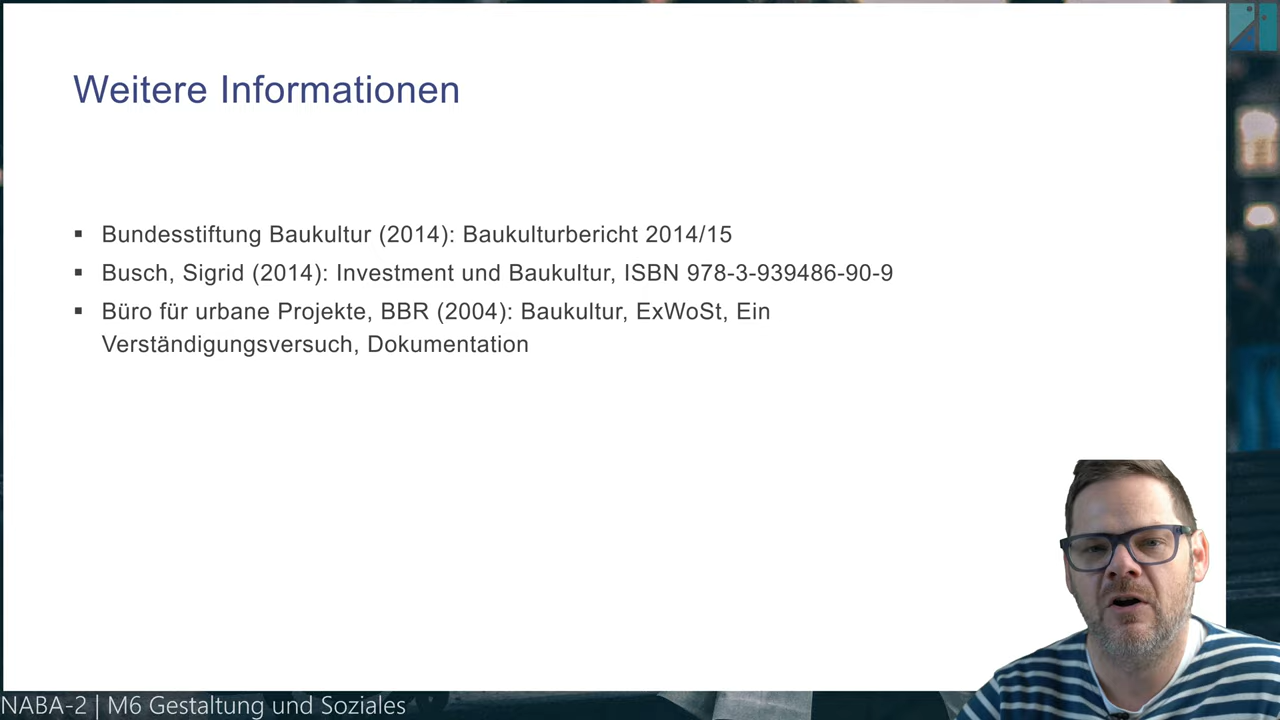 Weitere Informationen
▪ Bundesstiftung Baukultur (2014): Baukulturbericht 2014/15
▪ Busch, Sigrid (2014): Investment und Baukultur, ISBN 978-3-939486-90-9
▪ Büro für urbane Projekte, BBR (2004): Baukultur, ExWoSt, Ein
Verständigungsversuch, Dokumentation
NABA-2 | M6 Gestaltung und Soziales